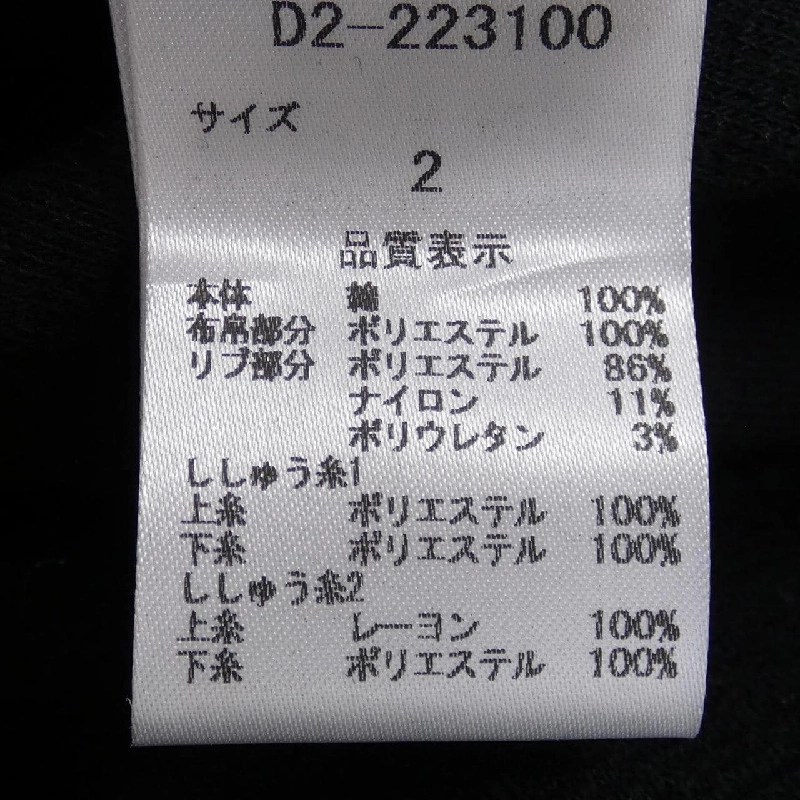 D2-223100
サイズ
2
品質表示
本体 綿 100%
布帛部分 ポリエステル 100%
リブ部分 ポリエステル 86%
ナイロン 11%
ポリウレタン 3%
ししゅう糸1
上糸 ポリエステル 100%
下糸 ポリエステル 100%
ししゅう糸2
上糸 レーヨン 100%
下糸 ポリエステル 100%